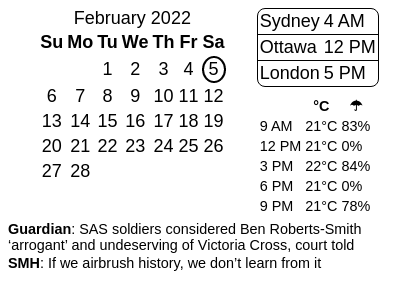 February 2022
Su Mo Tu We Th Fr Sa
1 2 3 4 5
6 7 8 9 10 11 12
13 14 15 16 17 18 19
20 21 22 23 24 25 26
27 28
Sydney 4 AM
Ottawa 12 PM
London 5 PM
°C ☂
9 AM 21°C 83%
12 PM 21°C 0%
3 PM 22°C 84%
6 PM 21°C 0%
9 PM 21°C 78%
Guardian: SAS soldiers considered Ben Roberts-Smith
‘arrogant’ and undeserving of Victoria Cross, court told
SMH: If we airbrush history, we don’t learn from it